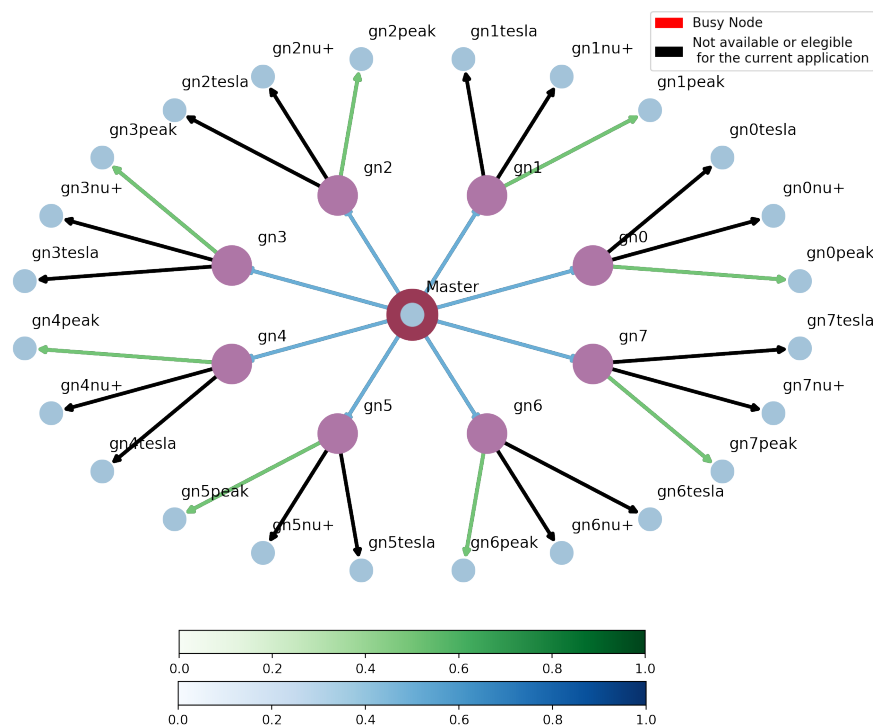 Busy Node
Not available or elegible
for the current application
gn2peak
gn1tesla
gn2nu+
gn1nu+
gn2tesla
gn1peak
gn3peak
gn0tesla
gn2
gn1
gn3nu+
gn0nu+
gn3
gn0
gn3tesla
gn0peak
Master
gn4peak
gn7tesla
gn4
gn7
gn4nu+
gn7nu+
gn5
gn6
gn4tesla
gn7peak
gn5peak
gn6tesla
gn5nu+
gn6nu+
gn5tesla
gn6peak
0.0 0.2 0.4 0.6 0.8 1.0
0.0 0.2 0.4 0.6 0.8 1.0